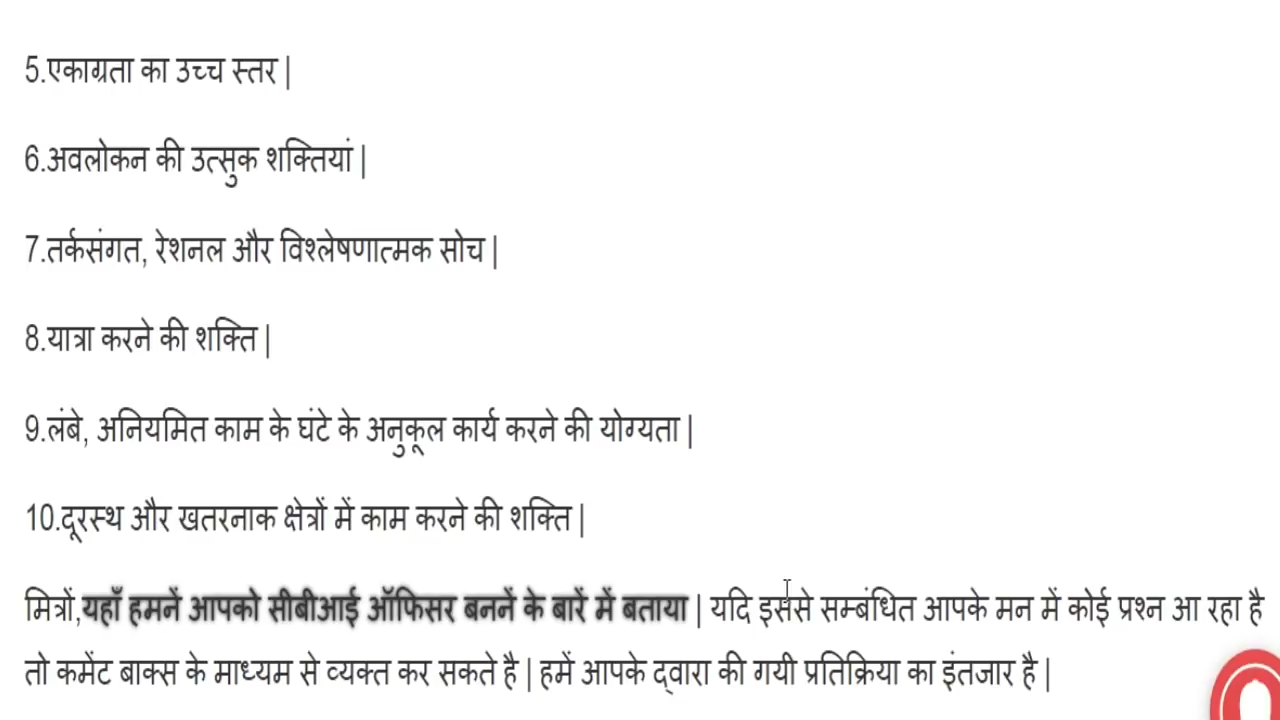 5.एकाग्रता का उच्च स्तर |
6.अवलोकन की उत्सुक शक्तियां |
7.तर्कसंगत, रेशनल और विश्लेषणात्मक सोच |
8.यात्रा करने की शक्ति |
9.लंबे, अनियमित काम के घंटे के अनुकूल कार्य करने की योग्यता |
10.दूरस्थ और खतरनाक क्षेत्रों में काम करने की शक्ति |
मित्रों,यहाँ हमनें आपको सीबीआई ऑफिसर बननें के बारें में बताया | यदि इससे सम्बंधित आपके मन में कोई प्रश्न आ रहा है
तो कमेंट बाक्स के माध्यम से व्यक्त कर सकते है | हमें आपके द्वारा की गयी प्रतिक्रिया का इंतजार है |